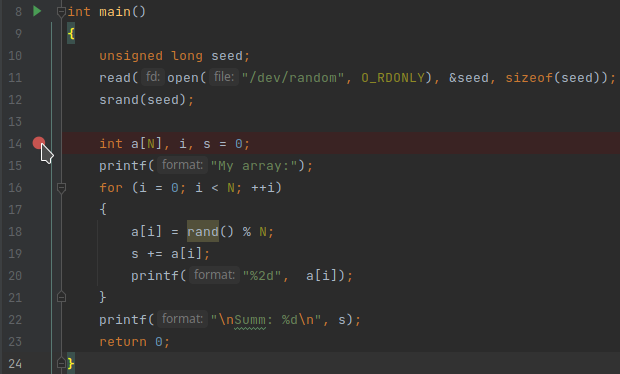 8 int main()
9 {
10 unsigned long seed;
11 read( fd: open( file: "/dev/random", O_RDONLY), &seed, sizeof(seed));
12 srand(seed);
13
14 int a[N], i, s = 0;
15 printf( format: "My array:");
16 for (i = 0; i < N; ++i)
17 {
18 a[i] = rand() % N;
19 s += a[i];
20 printf( format: "%2d", a[i]);
21 }
22 printf( format: "\nSumm: %d\n", s);
23 return 0;
24 }